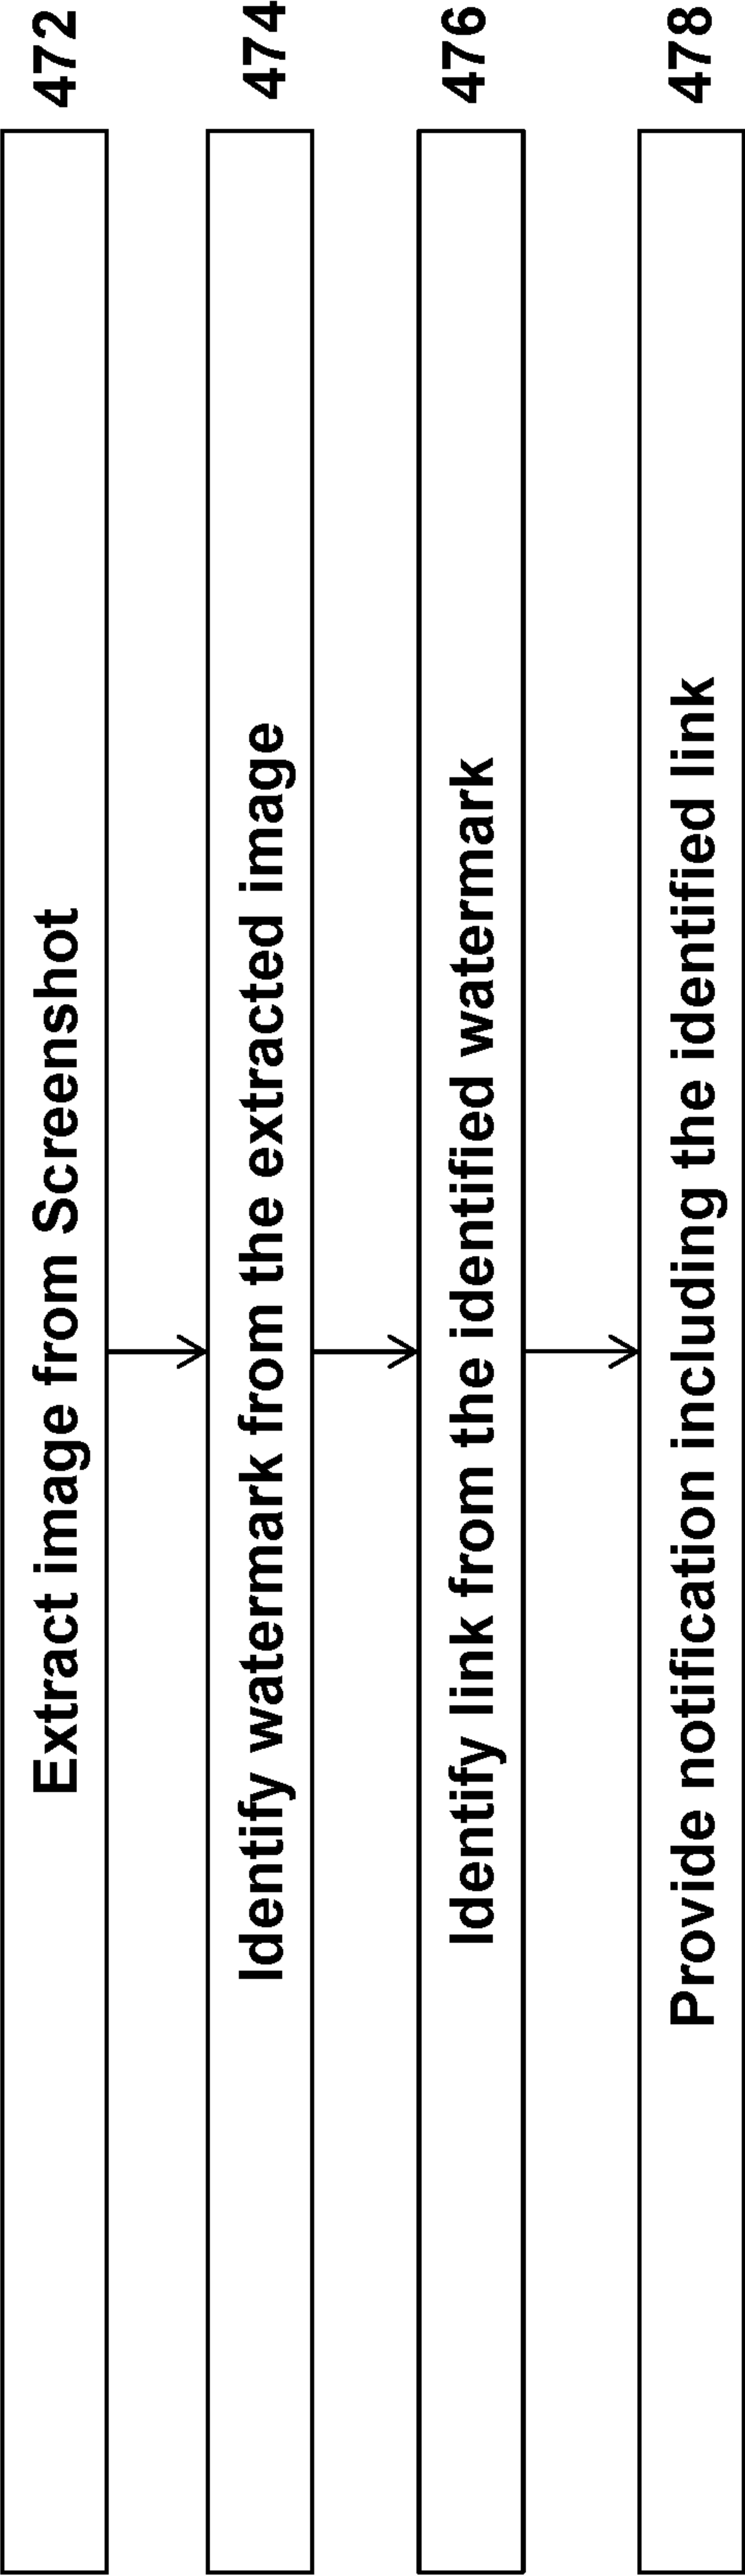 Extract image from Screenshot 472
Identify watermark from the extracted image 474
Identify link from the identified watermark 476
Provide notification including the identified link 478